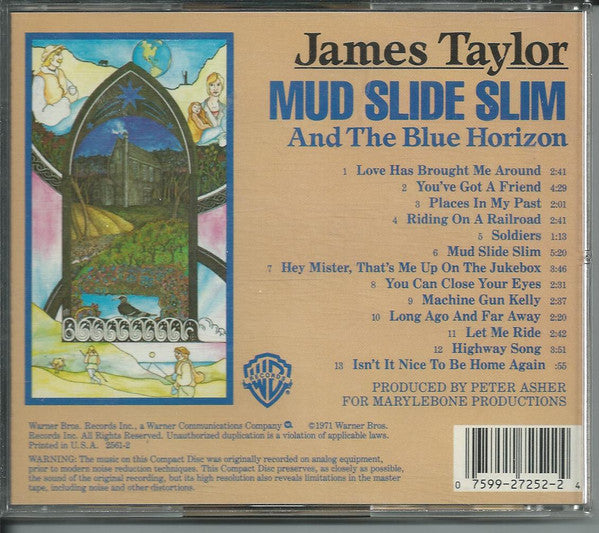 James Taylor
MUD SLIDE SLIM
And The Blue Horizon
1 Love Has Brought Me Around 2:41
2 You've Got A Friend 4:29
3 Places In My Past 2:01
4 Riding On A Railroad 2:41
5 Soldiers 1:13
6 Mud Slide Slim 5:20
7 Hey Mister, That's Me Up On The Jukebox 3:46
8 You Can Close Your Eyes 2:31
9 Machine Gun Kelly 2:37
10 Long Ago And Far Away 2:20
11 Let Me Ride 2:42
12 Highway Song 3:51
13 Isn't It Nice To Be Home Again :55
PRODUCED BY PETER ASHER
FOR MARYLEBONE PRODUCTIONS
WB
RECORDS
Warner Bros. Records Inc., a Warner Communications Company ©1971 Warner Bros.
Records Inc. All Rights Reserved. Unauthorized duplication is a violation of applicable laws.
Printed in U.S.A. 2561-2
WARNING: The music on this Compact Disc was originally recorded on analog equipment,
prior to modern noise reduction techniques. This Compact Disc preserves, as closely as possible,
the sound of the original recording, but its high resolution also reveals limitations in the master
tape, including noise and other distortions.
0 7599-27252-2 4